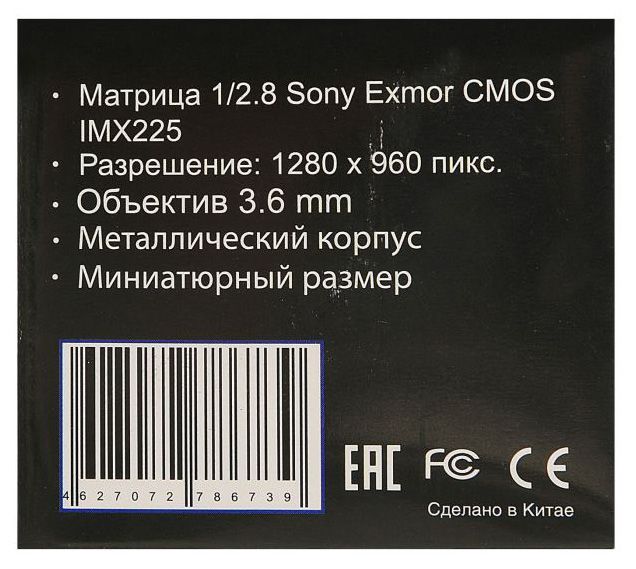 · Матрица 1/2.8 Sony Exmor CMOS
IMX225
· Разрешение: 1280 x 960 пикс.
· Объектив 3.6 mm
· Металлический корпус
· Миниатюрный размер
4 627072 786739
EAC FC CE
Сделано в Китае